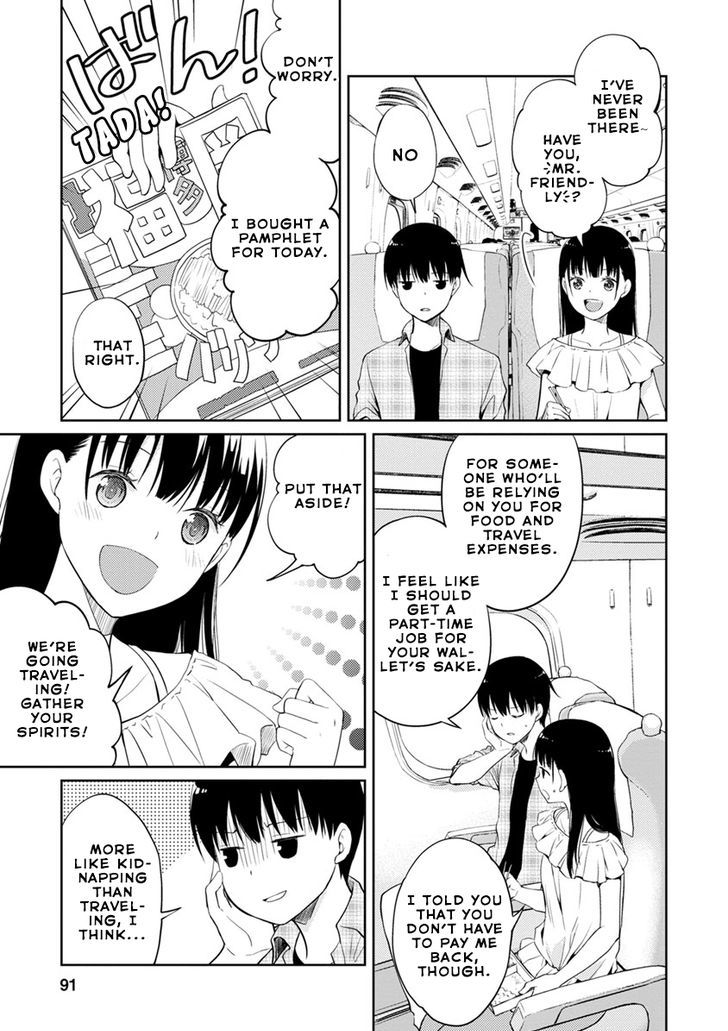 I'VE
NEVER
BEEN
THERE~
HAVE
YOU,
MR.
FRIEND-
LY?
NO
DON'T
WORRY.
ばん!
TADA!
I BOUGHT A
PAMPHLET
FOR TODAY.
THAT
RIGHT.
FOR SOME-
ONE WHO'LL
BE RELYING
ON YOU FOR
FOOD AND
TRAVEL
EXPENSES.
I FEEL LIKE
I SHOULD
GET A
PART-TIME
JOB FOR
YOUR WAL-
LET'S SAKE.
I TOLD YOU
THAT YOU
DON'T HAVE
TO PAY ME
BACK,
THOUGH.
PUT THAT
ASIDE!
WE'RE
GOING
TRAVEL-
ING!
GATHER
YOUR
SPIRITS!
MORE
LIKE KID-
NAPPING
THAN
TRAVEL-
ING, I
THINK...
91